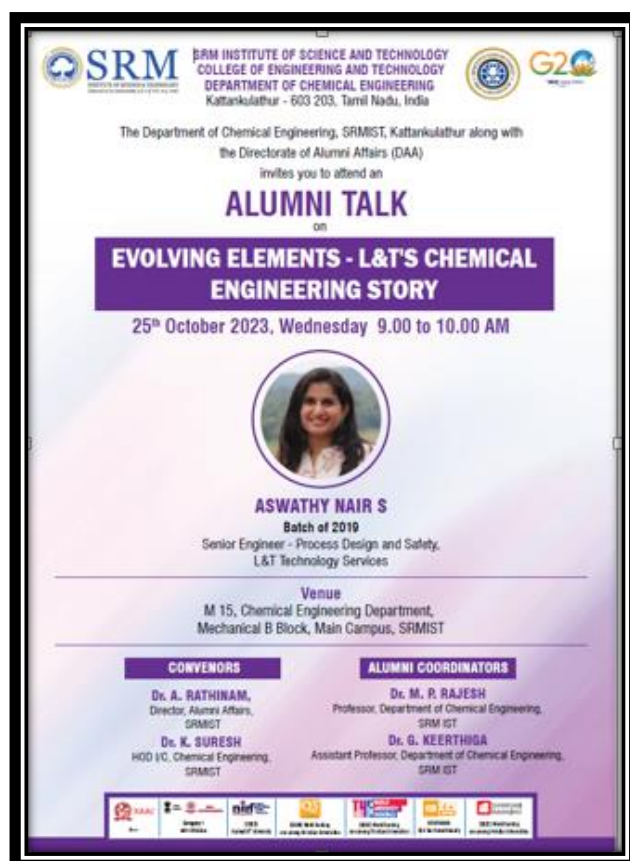 SRM
SRM INSTITUTE OF SCIENCE AND TECHNOLOGY
COLLEGE OF ENGINEERING AND TECHNOLOGY
DEPARTMENT OF CHEMICAL ENGINEERING
Kattankulathur - 603 203, Tamil Nadu, India
G20
The Department of Chemical Engineering, SRMIST, Kattankulathur along with
the Directorate of Alumni Affairs (DAA)
invites you to attend an
ALUMNI TALK
on
EVOLVING ELEMENTS - L&T'S CHEMICAL
ENGINEERING STORY
25th October 2023, Wednesday 9.00 to 10.00 AM
ASWATHY NAIR S
Batch of 2019
Senior Engineer - Process Design and Safety,
L&T Technology Services
Venue
M 15, Chemical Engineering Department,
Mechanical B Block, Main Campus, SRMIST
CONVENORS
Dr. A. RATHINAM,
Director, Alumni Affairs,
SRMIST
Dr. K. SURESH
HOD I/C, Chemical Engineering,
SRMIST
ALUMNI COORDINATORS
Dr. M. P. RAJESH
Professor, Department of Chemical Engineering,
SRM IST
Dr. G. KEERTHIGA
Assistant Professor, Department of Chemical Engineering,
SRM IST
NAAC